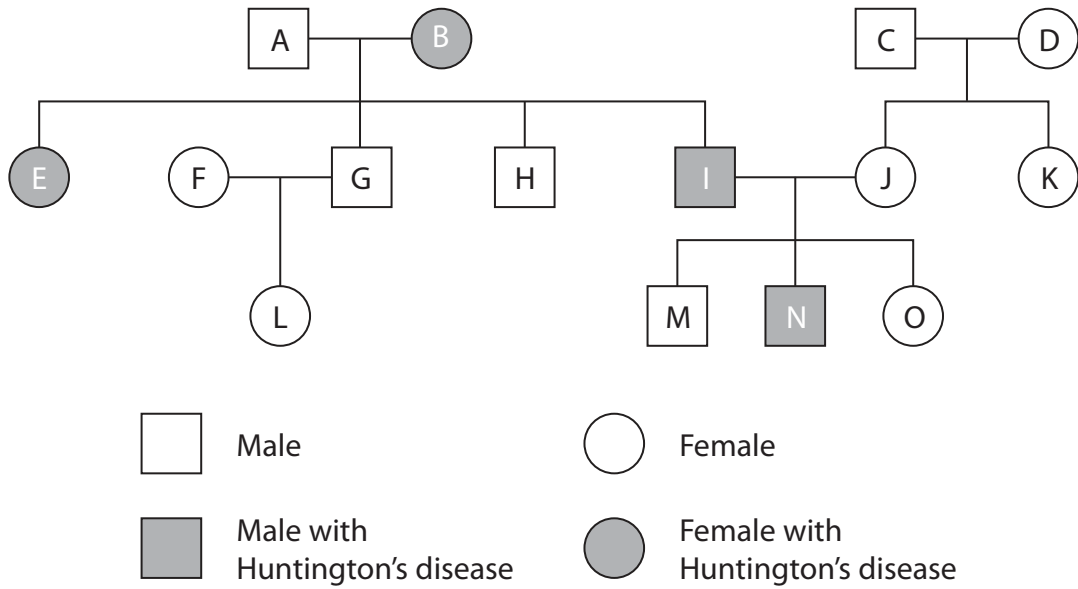 A B C D
E F G H I J K
L M N O
Male Female
Male with Female with
Huntington's disease Huntington's disease